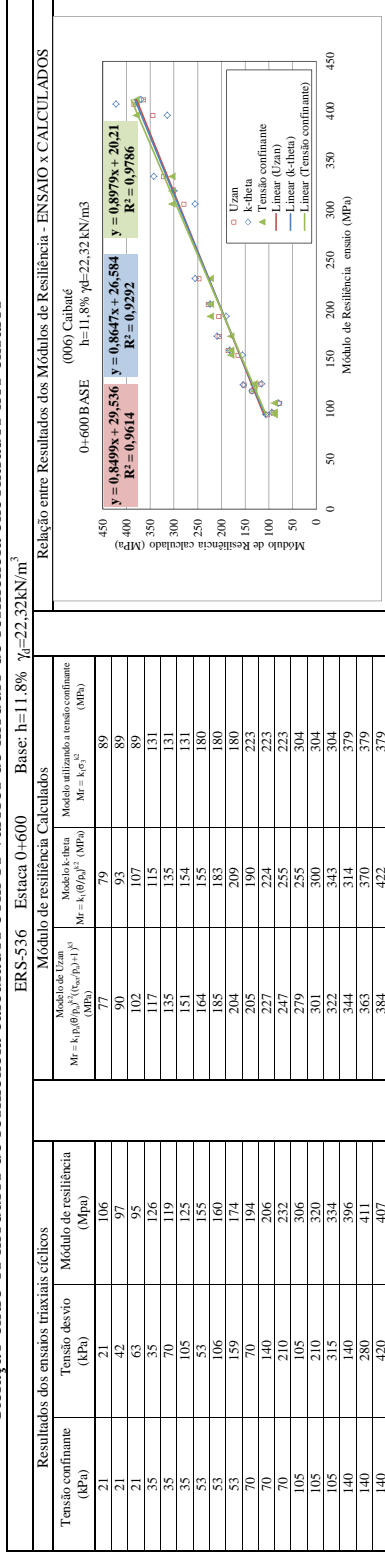 ERS-536 Estaca 0+600 Base: h=11.8% γd=22,32kN/m³
Resultados dos ensaios triaxiais cíclicos
Módulo de resiliência Calculados
Relação entre Resultados dos Módulos de Resiliência - ENSAIO x CALCULADOS
Tensão confinante (kPa) Tensão desvio (kPa) Módulo de resiliência (Mpa) Modelo de Uzan Mr = k₁pₐ(θ/pₐ)^k2((τoct/pₐ)+1)^k3 (MPa) Modelo k-theta Mr = k₁(θ/pₐ)^k2 (MPa) Modelo utilizando a tensão confinante Mr = k₁σ₃^k2 (MPa)
21 21 106 77 79 89
21 42 97 90 93 89
21 63 95 102 107 89
35 35 126 117 115 131
35 70 119 135 135 131
35 105 125 151 154 131
53 53 155 164 155 180
53 106 160 185 183 180
53 159 174 204 209 180
70 70 194 205 190 223
70 140 206 227 224 223
70 210 232 247 255 223
105 105 306 279 255 304
105 210 320 301 300 304
105 315 334 322 343 304
140 140 396 344 314 379
140 280 411 363 370 379
140 420 407 384 422 379
(006) Caibaté
0+600 BASE h=11,8% γd=22,32 kN/m3
y = 0,8499x + 29,536
R² = 0,9614
y = 0,8647x + 26,584
R² = 0,9292
y = 0,8979x + 20,21
R² = 0,9786
Módulo de Resiliência calculado (MPa)
450
400
350
300
250
200
150
100
50
0
Uzan
k-theta
Tensão confinante
Linear (Uzan)
Linear (k-theta)
Linear (Tensão confinante)
0 50 100 150 200 250 300 350 400 450
Módulo de Resiliência ensaio (MPa)